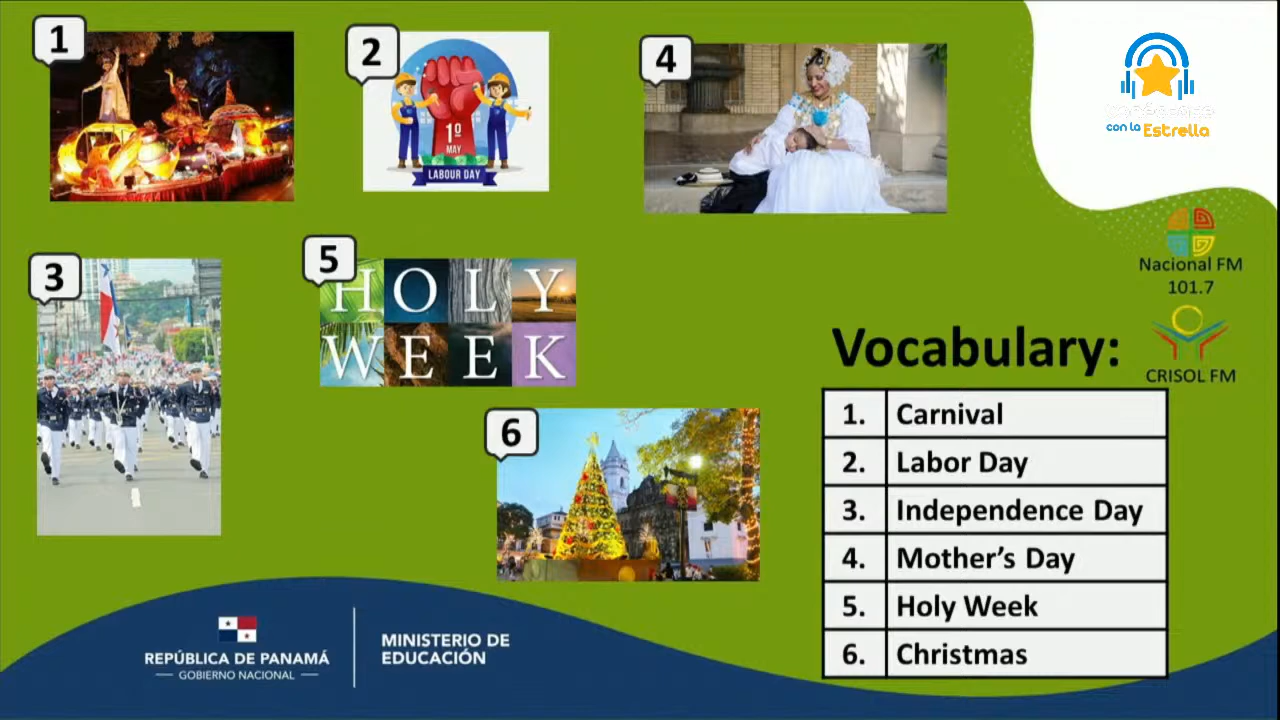 1
2
4
1º
MAY
LABOUR DAY
con la Estrella
3
5
HOLY
WEEK
Nacional FM
101.7
CRISOL FM
6
Vocabulary:
1. Carnival
2. Labor Day
3. Independence Day
4. Mother's Day
5. Holy Week
6. Christmas
REPÚBLICA DE PANAMÁ
GOBIERNO NACIONAL
MINISTERIO DE
EDUCACIÓN